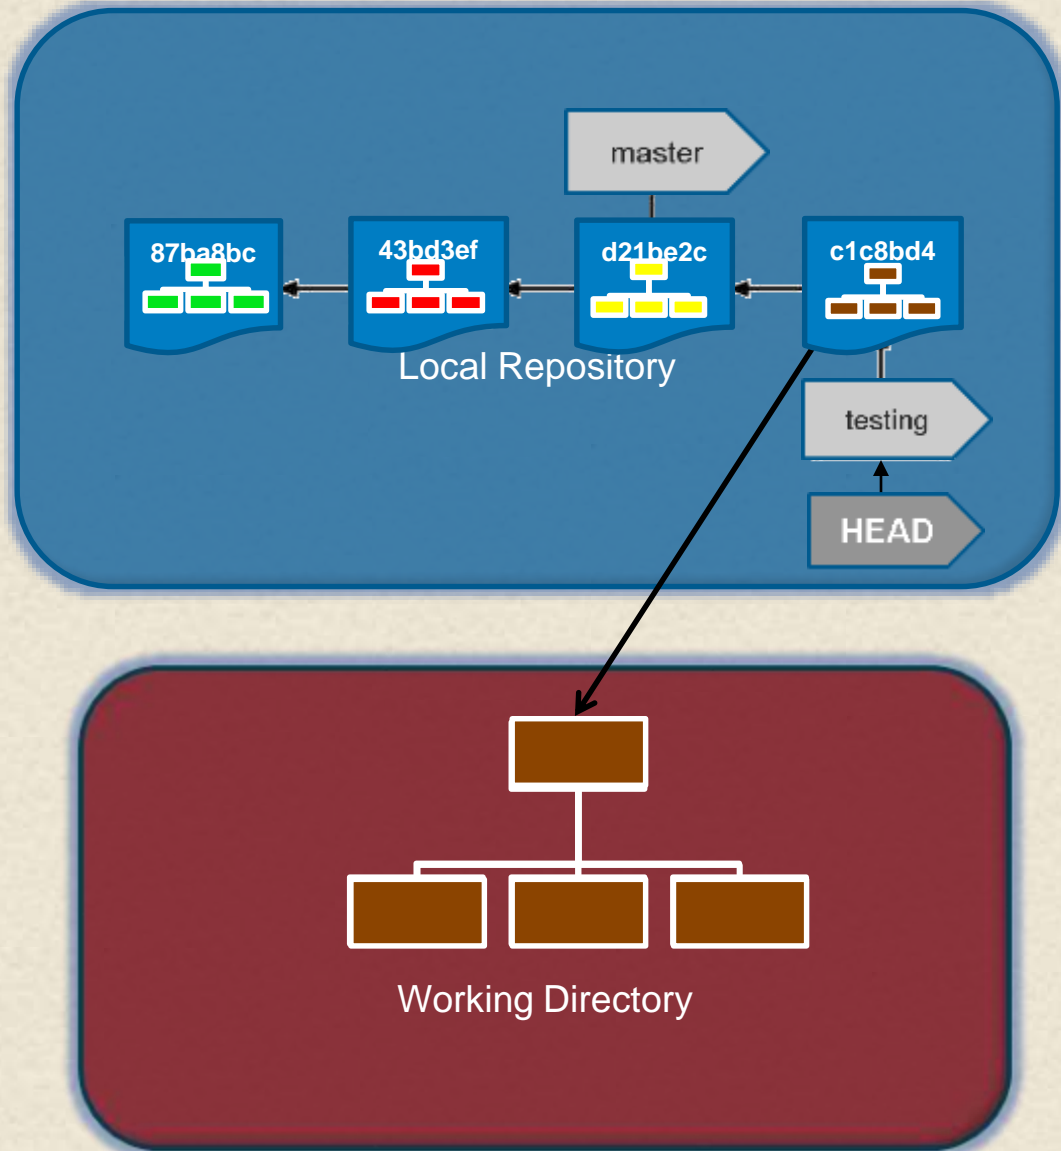 master
87ba8bc
43bd3ef
d21be2c
c1c8bd4
Local Repository
testing
HEAD
Working Directory